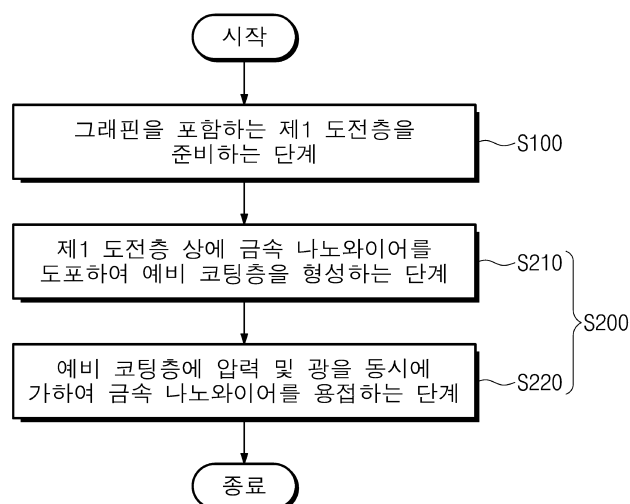 시작
그래핀을 포함하는 제1 도전층을
준비하는 단계
S100
제1 도전층 상에 금속 나노와이어를
도포하여 예비 코팅층을 형성하는 단계
S210
S200
예비 코팅층에 압력 및 광을 동시에
가하여 금속 나노와이어를 용접하는 단계
S220
종료